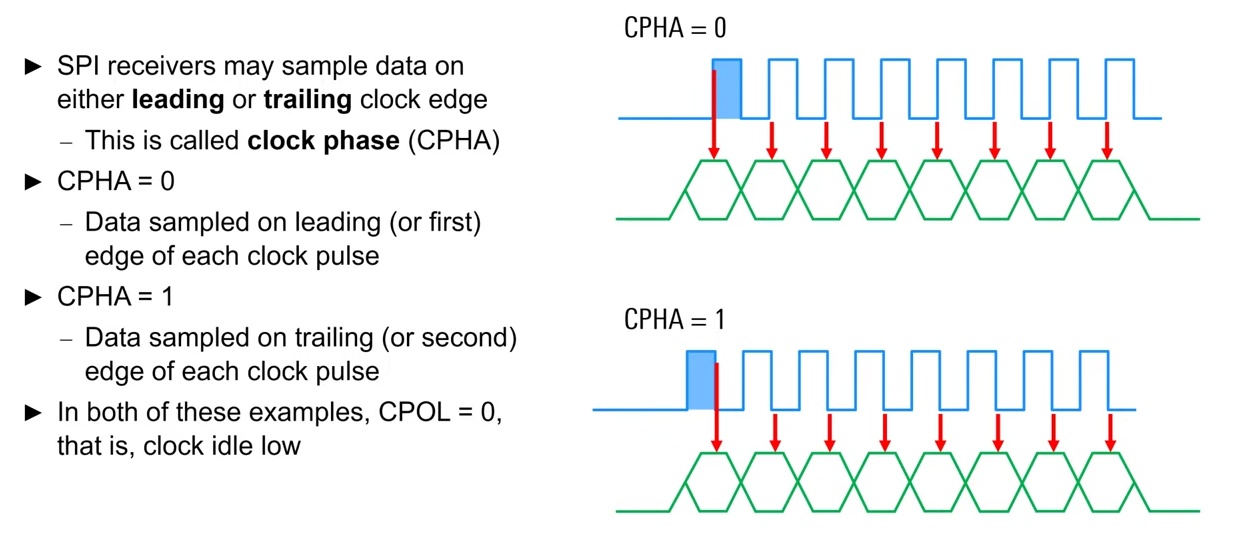 ► SPI receivers may sample data on
either leading or trailing clock edge
– This is called clock phase (CPHA)
► CPHA = 0
– Data sampled on leading (or first)
edge of each clock pulse
► CPHA = 1
– Data sampled on trailing (or second)
edge of each clock pulse
► In both of these examples, CPOL = 0,
that is, clock idle low
CPHA = 0
CPHA = 1